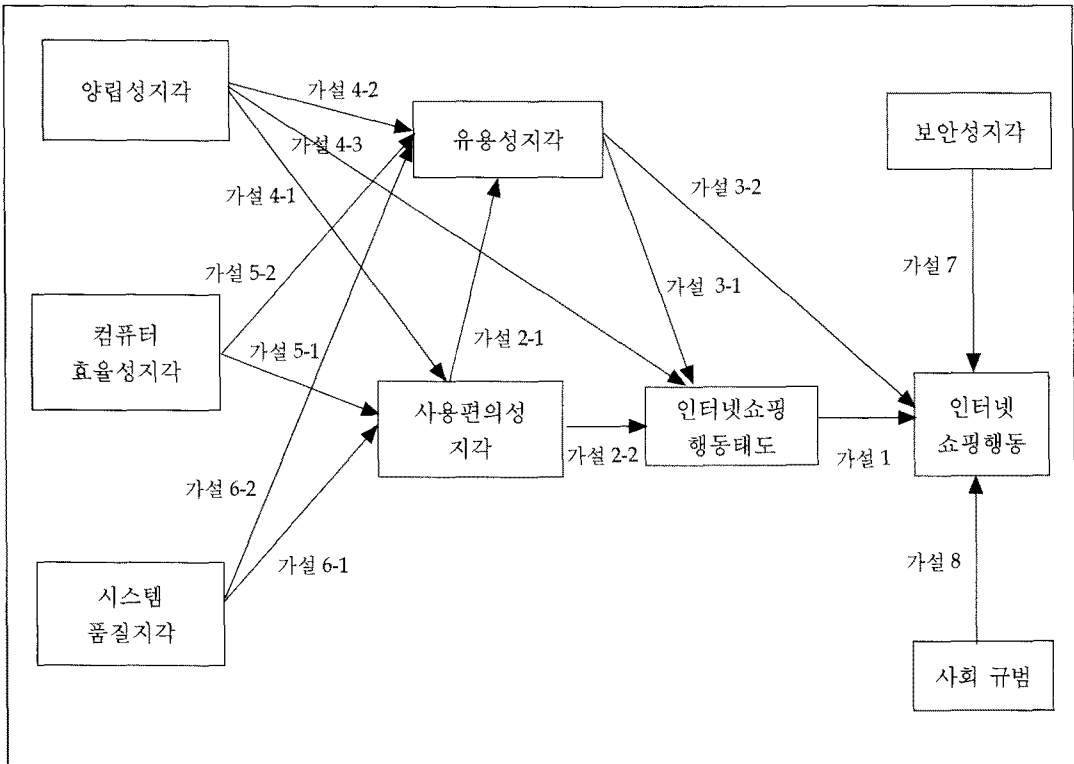 양립성지각
가설 4-2
유용성지각
보안성지각
가설 4-3
가설 4-1
가설 3-2
가설 5-2
가설 7
가설 3-1
컴퓨터
효율성지각
가설 5-1
가설 2-1
사용편의성
지각
인터넷쇼핑
행동태도
인터넷
쇼핑행동
가설 2-2
가설 1
가설 6-2
가설 6-1
가설 8
시스템
품질지각
사회 규범